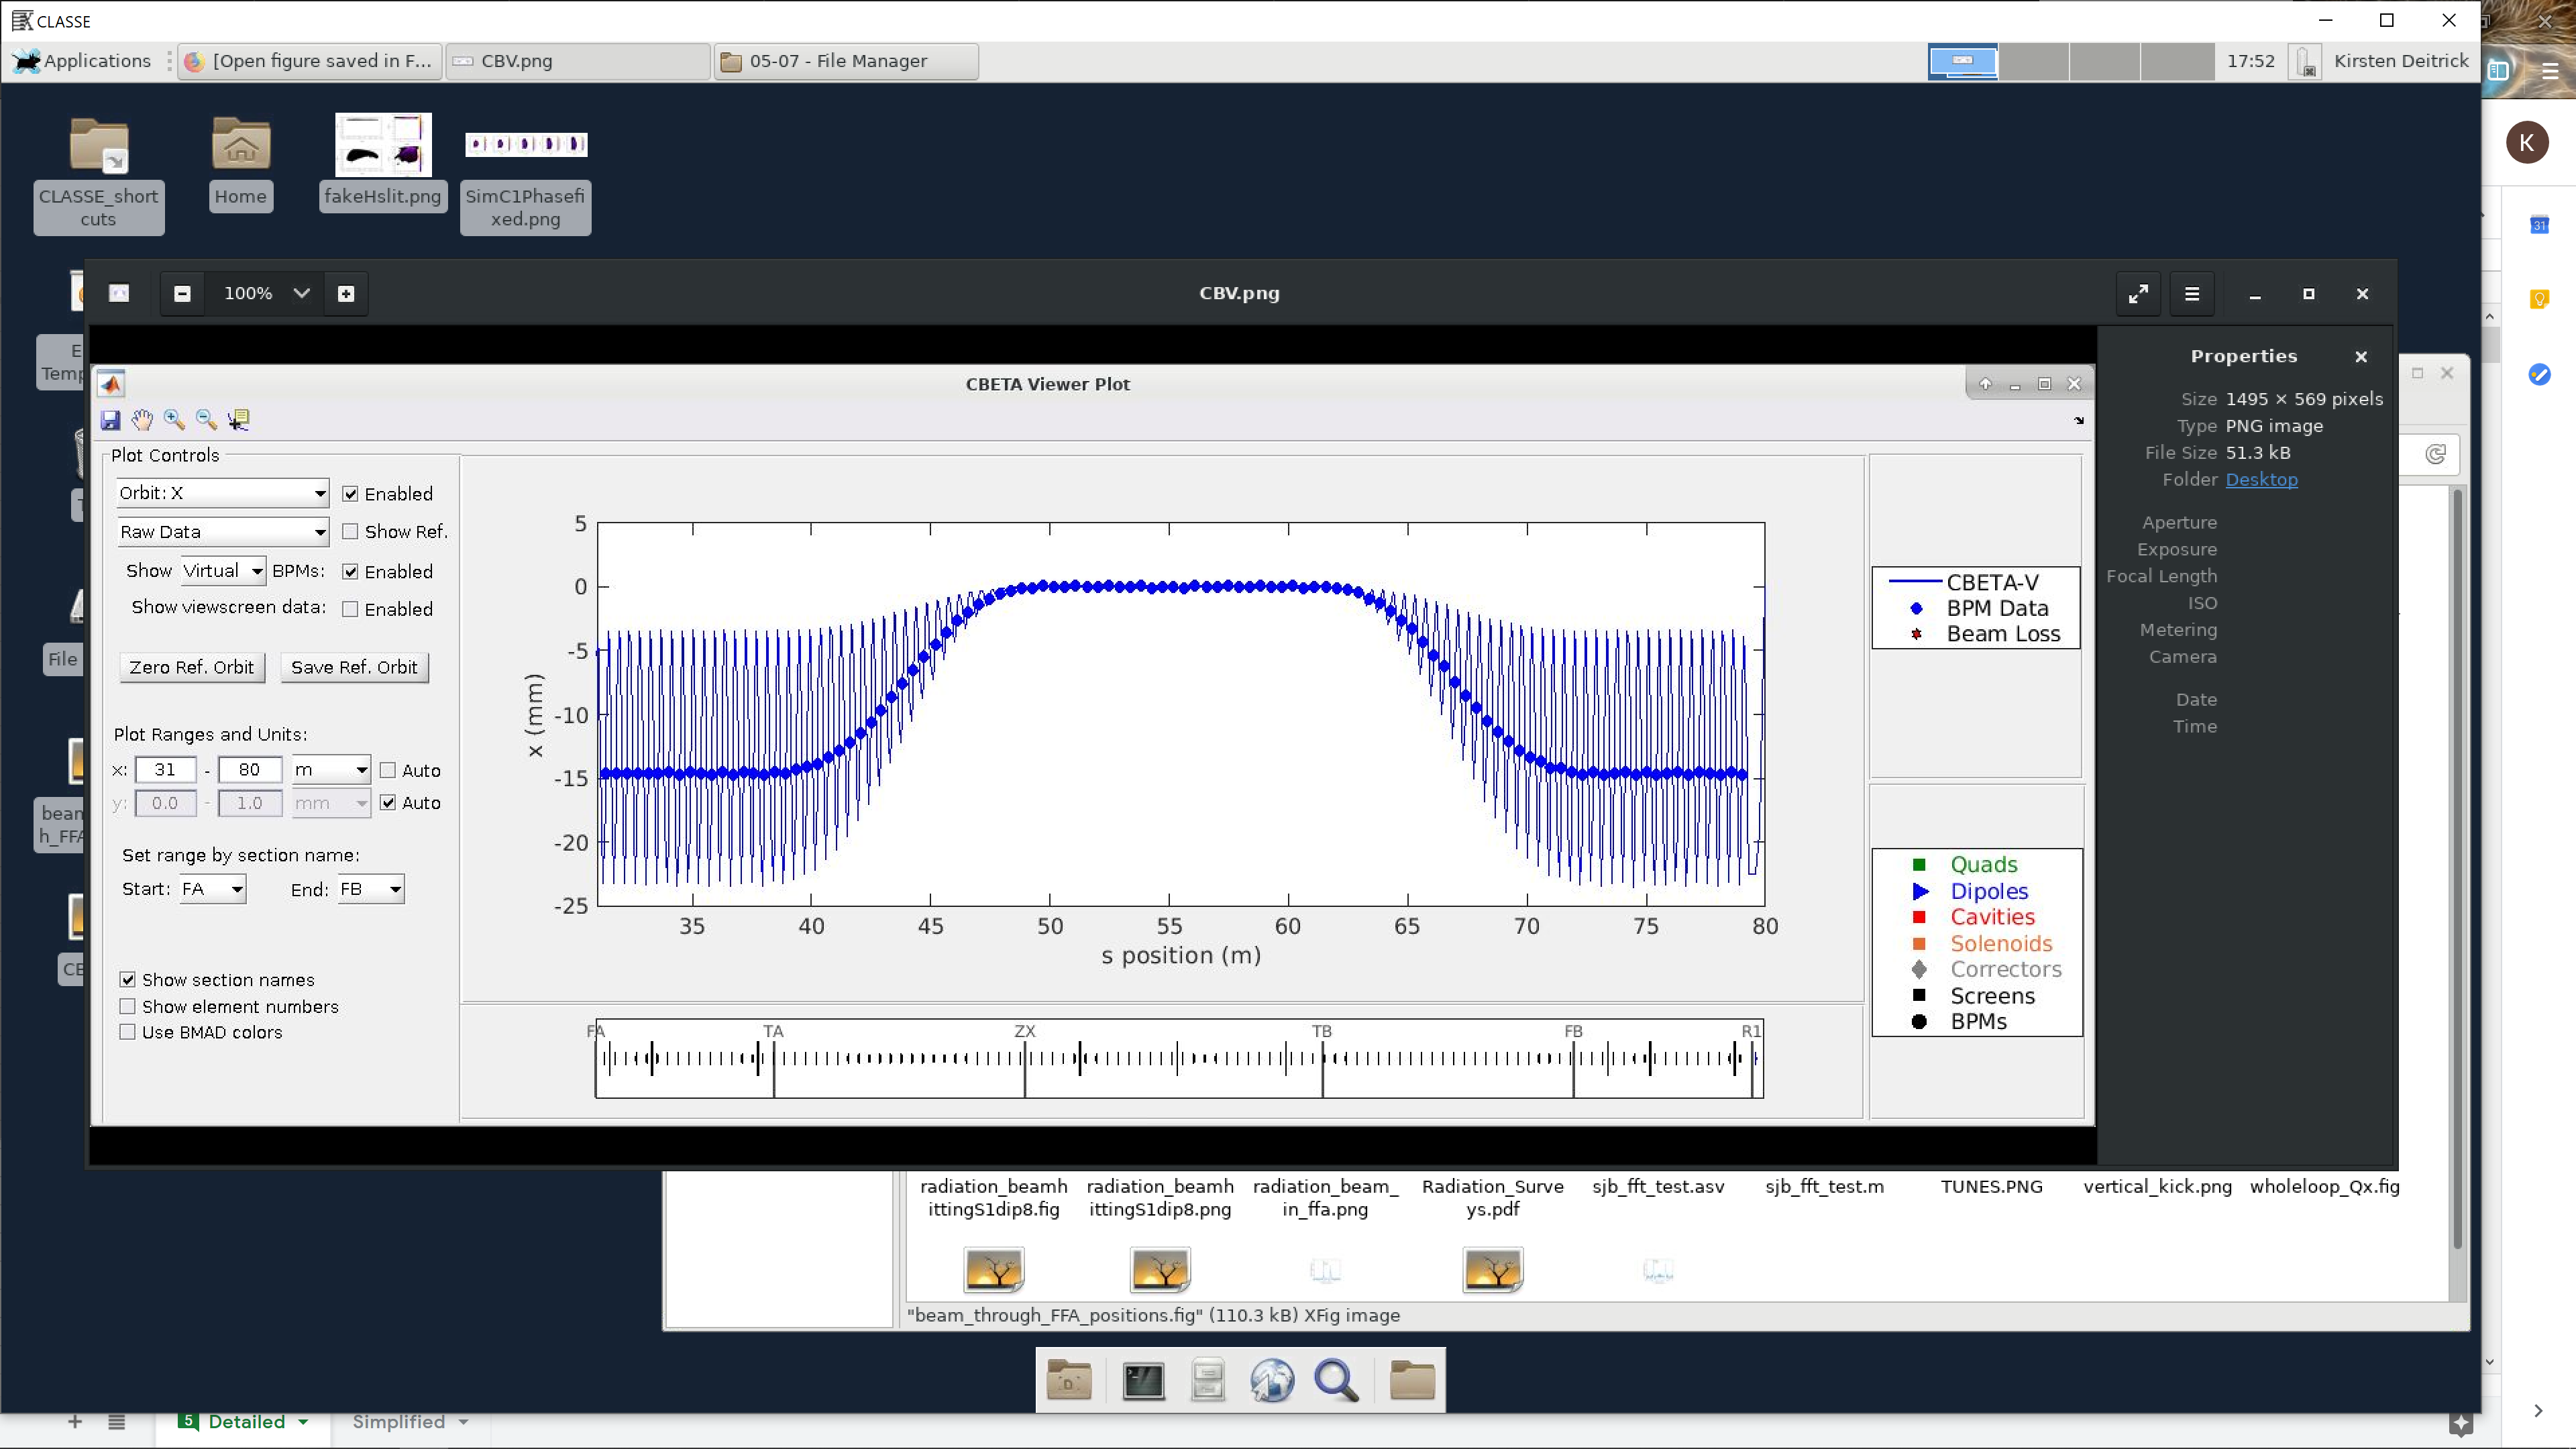 CLASSE
Applications
[Open figure saved in F...
CBV.png
05-07 - File Manager
17:52
Kirsten Deitrick
K
31
CLASSE_short
cuts
Home
fakeHslit.png
SimC1Phasefi
xed.png
E
Temp
File
bean
h_FFA
CE
100%
CBV.png
Properties
Size 1495 × 569 pixels
Type PNG image
File Size 51.3 kB
Folder Desktop
Aperture
Exposure
Focal Length
ISO
Metering
Camera
Date
Time
CBETA Viewer Plot
Plot Controls
Orbit: X
Enabled
Raw Data
Show Ref.
Show Virtual BPMs: Enabled
Show viewscreen data: Enabled
Zero Ref. Orbit
Save Ref. Orbit
Plot Ranges and Units:
x: 31 - 80 m Auto
y: 0.0 - 1.0 mm Auto
Set range by section name:
Start: FA End: FB
Show section names
Show element numbers
Use BMAD colors
5
0
-5
-10
-15
-20
-25
x (mm)
35 40 45 50 55 60 65 70 75 80
s position (m)
FA TA ZX TB FB R1
CBETA-V
BPM Data
Beam Loss
Quads
Dipoles
Cavities
Solenoids
Correctors
Screens
BPMs
radiation_beamh
ittingS1dip8.fig
radiation_beamh
ittingS1dip8.png
radiation_beam_
in_ffa.png
Radiation_Surve
ys.pdf
sjb_fft_test.asv
sjb_fft_test.m
TUNES.PNG
vertical_kick.png
wholeloop_Qx.fig
"beam_through_FFA_positions.fig" (110.3 kB) XFig image
D
5 Detailed
Simplified